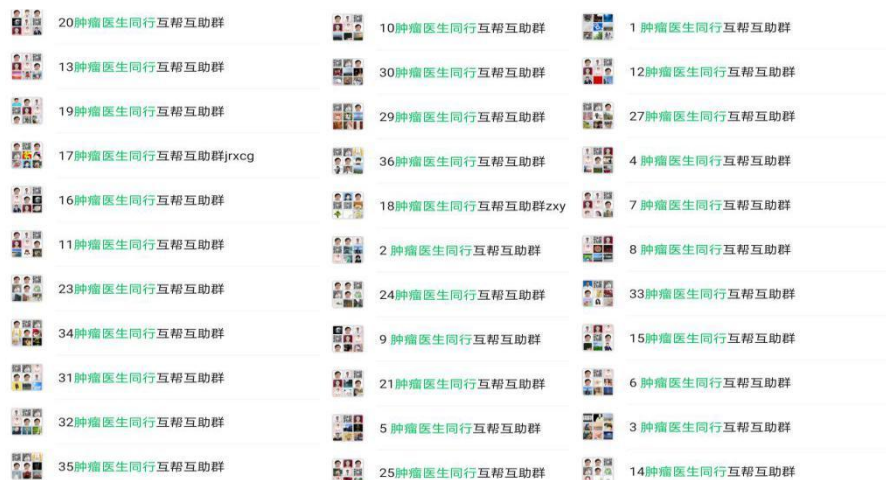 20肿瘤医生同行互帮互助群
13肿瘤医生同行互帮互助群
19肿瘤医生同行互帮互助群
17肿瘤医生同行互帮互助群jrxcg
16肿瘤医生同行互帮互助群
11肿瘤医生同行互帮互助群
23肿瘤医生同行互帮互助群
34肿瘤医生同行互帮互助群
31肿瘤医生同行互帮互助群
32肿瘤医生同行互帮互助群
35肿瘤医生同行互帮互助群
10肿瘤医生同行互帮互助群
30肿瘤医生同行互帮互助群
29肿瘤医生同行互帮互助群
36肿瘤医生同行互帮互助群
18肿瘤医生同行互帮互助群zxy
2 肿瘤医生同行互帮互助群
24肿瘤医生同行互帮互助群
9 肿瘤医生同行互帮互助群
21肿瘤医生同行互帮互助群
5 肿瘤医生同行互帮互助群
25肿瘤医生同行互帮互助群
1 肿瘤医生同行互帮互助群
12肿瘤医生同行互帮互助群
27肿瘤医生同行互帮互助群
4 肿瘤医生同行互帮互助群
7 肿瘤医生同行互帮互助群
8 肿瘤医生同行互帮互助群
33肿瘤医生同行互帮互助群
15肿瘤医生同行互帮互助群
6 肿瘤医生同行互帮互助群
3 肿瘤医生同行互帮互助群
14肿瘤医生同行互帮互助群